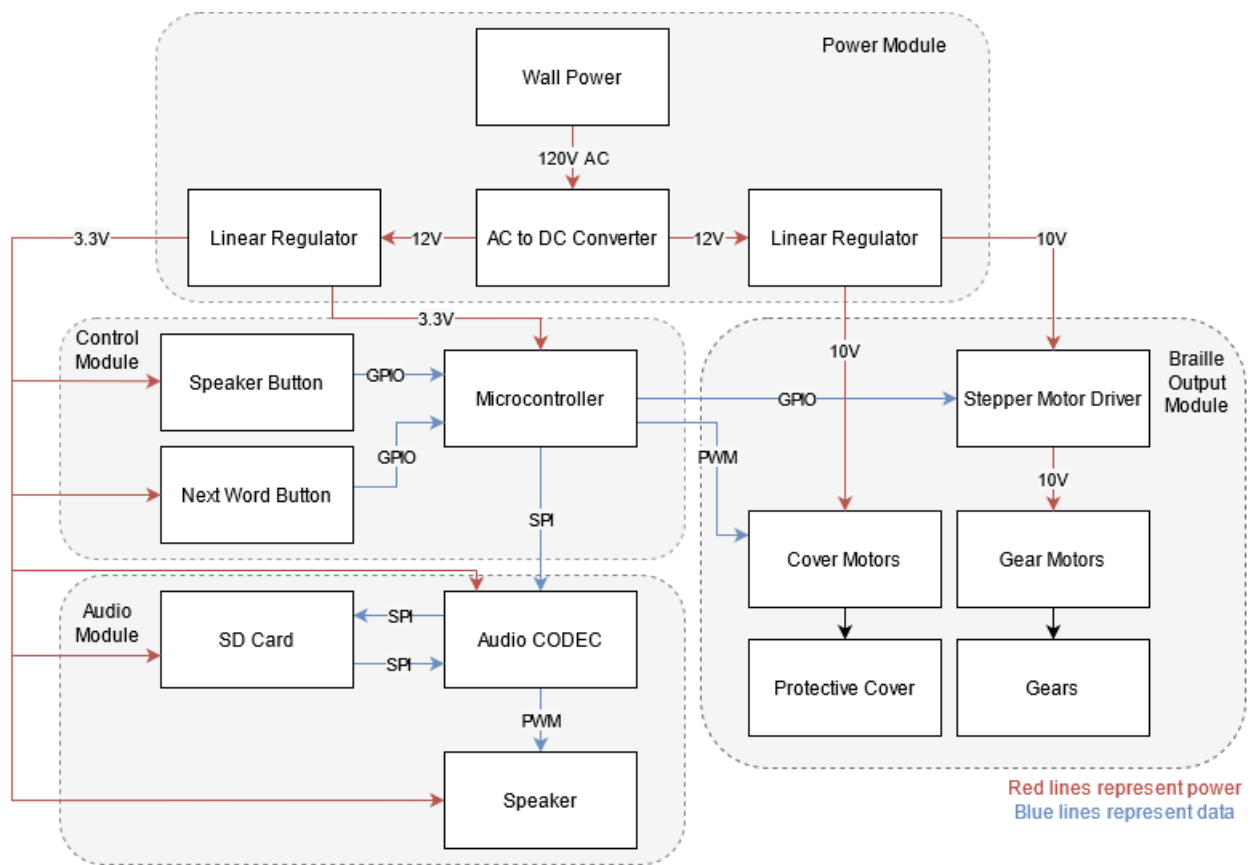 Power Module
Wall Power
120V AC
Linear Regulator
12V
AC to DC Converter
12V
Linear Regulator
3.3V
10V
3.3V
10V
Control
Module
Speaker Button
GPIO
Microcontroller
GPIO
Next Word Button
GPIO
PWM
SPI
Braille
Output
Module
Stepper Motor Driver
10V
Cover Motors
Gear Motors
Protective Cover
Gears
Audio
Module
SD Card
SPI
SPI
Audio CODEC
PWM
Speaker
Red lines represent power
Blue lines represent data